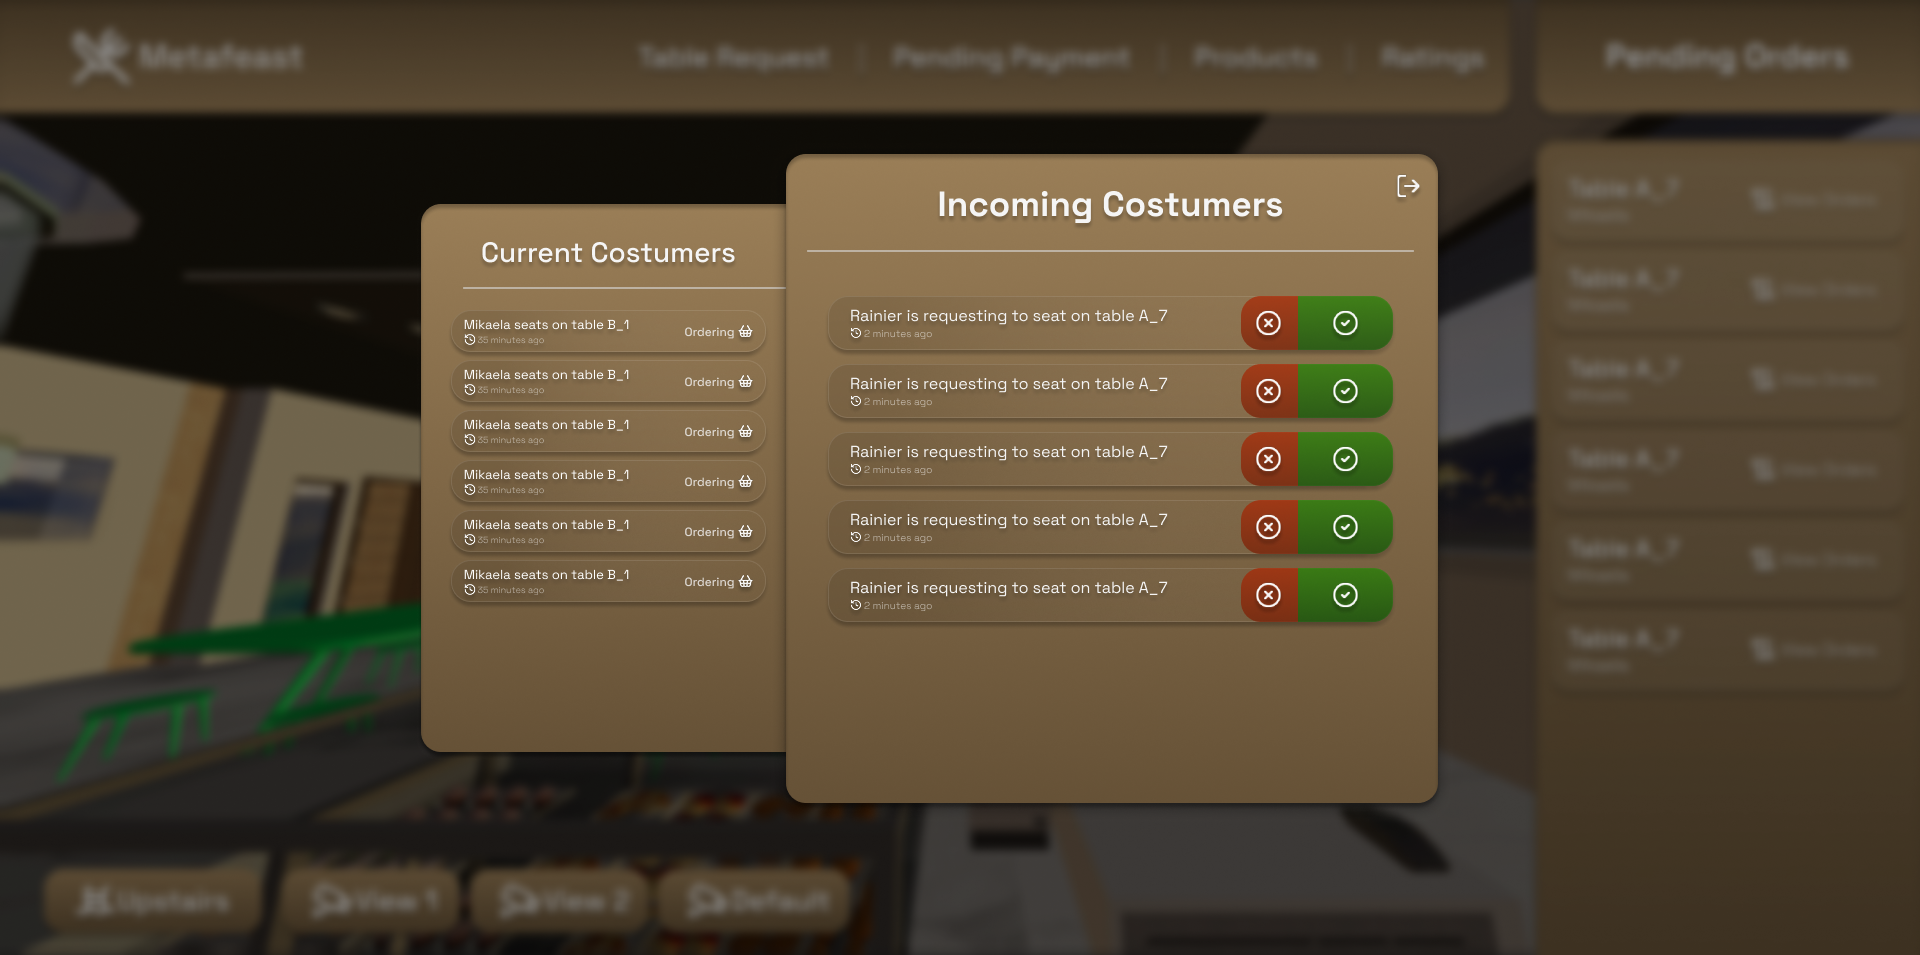 Metafeast
Table Request
Pending Payment
Products
Ratings
Pending Orders
Current Costumers
Mikaela seats on table B_1
35 minutes ago
Ordering
Mikaela seats on table B_1
35 minutes ago
Ordering
Mikaela seats on table B_1
35 minutes ago
Ordering
Mikaela seats on table B_1
35 minutes ago
Ordering
Mikaela seats on table B_1
35 minutes ago
Ordering
Mikaela seats on table B_1
35 minutes ago
Ordering
Incoming Costumers
Rainier is requesting to seat on table A_7
2 minutes ago
Rainier is requesting to seat on table A_7
2 minutes ago
Rainier is requesting to seat on table A_7
2 minutes ago
Rainier is requesting to seat on table A_7
2 minutes ago
Rainier is requesting to seat on table A_7
2 minutes ago
Table A_7
View Orders
Table A_7
View Orders
Table A_7
View Orders
Table A_7
View Orders
Table A_7
View Orders
Table A_7
View Orders
Upstairs
View 1
View 2
Default